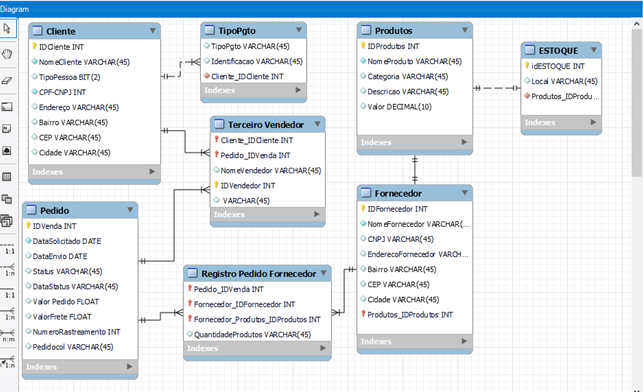 Diagram
Cliente
IDCliente INT
NomeCliente VARCHAR(45)
TipoPessoa BIT(2)
CPF-CNPJ INT
Endereço VARCHAR(45)
Bairro VARCHAR(45)
CEP VARCHAR(45)
Cidade VARCHAR(45)
Indexes
TipoPgto
TipoPgto VARCHAR(45)
Identificacao VARCHAR(45)
Cliente_IDCliente INT
Indexes
Produtos
IDProdutos INT
NomeProduto VARCHAR(45)
Categoria VARCHAR(45)
Descricao VARCHAR(45)
Valor DECIMAL(10)
Indexes
ESTOQUE
idESTOQUE INT
Local VARCHAR(45)
Produtos_IDProdu...
Indexes
Terceiro Vendedor
Cliente_IDCliente INT
Pedido_IDVenda INT
NomeVendedor VARCHAR(45)
IDVendedor INT
VARCHAR(45)
Indexes
Pedido
IDVenda INT
DataSolicitado DATE
DataEnvio DATE
Status VARCHAR(45)
DataStatus VARCHAR(45)
Valor Pedido FLOAT
ValorFrete FLOAT
NumeroRastreamento INT
Pedidocol VARCHAR(45)
Indexes
Registro Pedido Fornecedor
Pedido_IDVenda INT
Fornecedor_IDFornecedor INT
Fornecedor_Produtos_IDProdutos INT
QuantidadeProdutos VARCHAR(45)
Indexes
Fornecedor
IDFornecedor INT
NomeFornecedor VARCHAR(...
CNPJ VARCHAR(45)
EnderecoFornecedor VARCH...
Bairro VARCHAR(45)
CEP VARCHAR(45)
Cidade VARCHAR(45)
Produtos_IDProdutos INT
Indexes
1:1
1:n
1:1
1:n
n:m
1:n